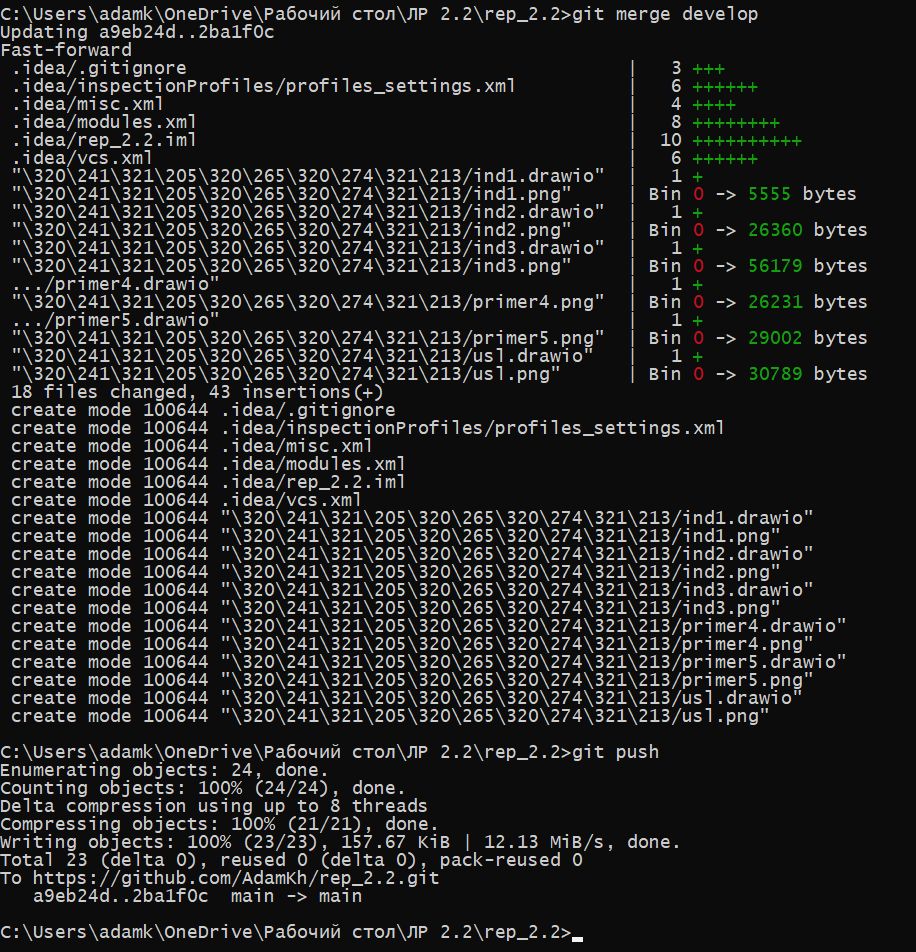 C:\Users\adamk\OneDrive\Рабочий стол\ЛР 2.2\rep_2.2>git merge develop
Updating a9eb24d..2ba1f0c
Fast-forward
 .idea/.gitignore                                        |   3 +++
 .idea/inspectionProfiles/profiles_settings.xml          |   6 ++++++
 .idea/misc.xml                                          |   4 ++++
 .idea/modules.xml                                       |   8 ++++++++
 .idea/rep_2.2.iml                                       |  10 ++++++++++
 .idea/vcs.xml                                           |   6 ++++++
 "\320\241\321\205\320\265\320\274\321\213/ind1.drawio"  |   1 +
 "\320\241\321\205\320\265\320\274\321\213/ind1.png"     | Bin 0 -> 5555 bytes
 "\320\241\321\205\320\265\320\274\321\213/ind2.drawio"  |   1 +
 "\320\241\321\205\320\265\320\274\321\213/ind2.png"     | Bin 0 -> 26360 bytes
 "\320\241\321\205\320\265\320\274\321\213/ind3.drawio"  |   1 +
 "\320\241\321\205\320\265\320\274\321\213/ind3.png"     | Bin 0 -> 56179 bytes
 .../primer4.drawio"                                     |   1 +
 "\320\241\321\205\320\265\320\274\321\213/primer4.png"  | Bin 0 -> 26231 bytes
 .../primer5.drawio"                                     |   1 +
 "\320\241\321\205\320\265\320\274\321\213/primer5.png"  | Bin 0 -> 29002 bytes
 "\320\241\321\205\320\265\320\274\321\213/usl.drawio"   |   1 +
 "\320\241\321\205\320\265\320\274\321\213/usl.png"      | Bin 0 -> 30789 bytes
 18 files changed, 43 insertions(+)
 create mode 100644 .idea/.gitignore
 create mode 100644 .idea/inspectionProfiles/profiles_settings.xml
 create mode 100644 .idea/misc.xml
 create mode 100644 .idea/modules.xml
 create mode 100644 .idea/rep_2.2.iml
 create mode 100644 .idea/vcs.xml
 create mode 100644 "\320\241\321\205\320\265\320\274\321\213/ind1.drawio"
 create mode 100644 "\320\241\321\205\320\265\320\274\321\213/ind1.png"
 create mode 100644 "\320\241\321\205\320\265\320\274\321\213/ind2.drawio"
 create mode 100644 "\320\241\321\205\320\265\320\274\321\213/ind2.png"
 create mode 100644 "\320\241\321\205\320\265\320\274\321\213/ind3.drawio"
 create mode 100644 "\320\241\321\205\320\265\320\274\321\213/ind3.png"
 create mode 100644 "\320\241\321\205\320\265\320\274\321\213/primer4.drawio"
 create mode 100644 "\320\241\321\205\320\265\320\274\321\213/primer4.png"
 create mode 100644 "\320\241\321\205\320\265\320\274\321\213/primer5.drawio"
 create mode 100644 "\320\241\321\205\320\265\320\274\321\213/primer5.png"
 create mode 100644 "\320\241\321\205\320\265\320\274\321\213/usl.drawio"
 create mode 100644 "\320\241\321\205\320\265\320\274\321\213/usl.png"

C:\Users\adamk\OneDrive\Рабочий стол\ЛР 2.2\rep_2.2>git push
Enumerating objects: 24, done.
Counting objects: 100% (24/24), done.
Delta compression using up to 8 threads
Compressing objects: 100% (21/21), done.
Writing objects: 100% (23/23), 157.67 KiB | 12.13 MiB/s, done.
Total 23 (delta 0), reused 0 (delta 0), pack-reused 0
To https://github.com/AdamKh/rep_2.2.git
   a9eb24d..2ba1f0c  main -> main

C:\Users\adamk\OneDrive\Рабочий стол\ЛР 2.2\rep_2.2>